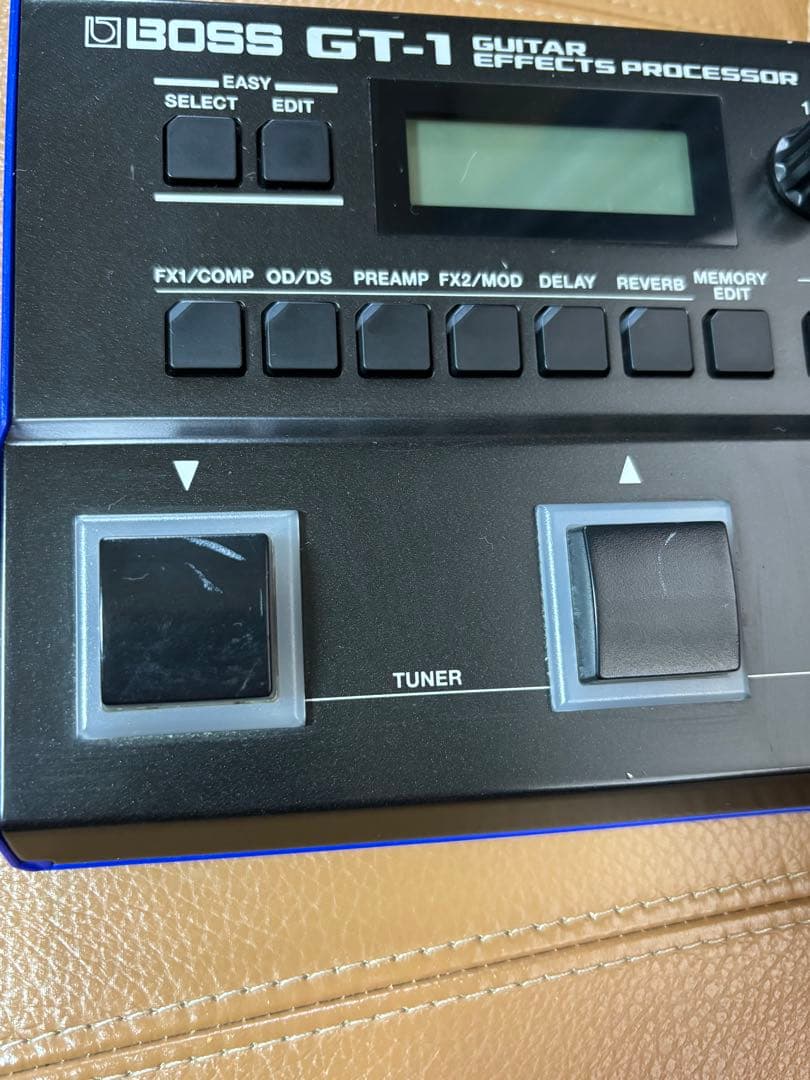 BOSS GT-1 GUITAR
EFFECTS PROCESSOR
EASY
SELECT EDIT
1
FX1/COMP OD/DS PREAMP FX2/MOD DELAY REVERB MEMORY
EDIT
▼ ▲
TUNER